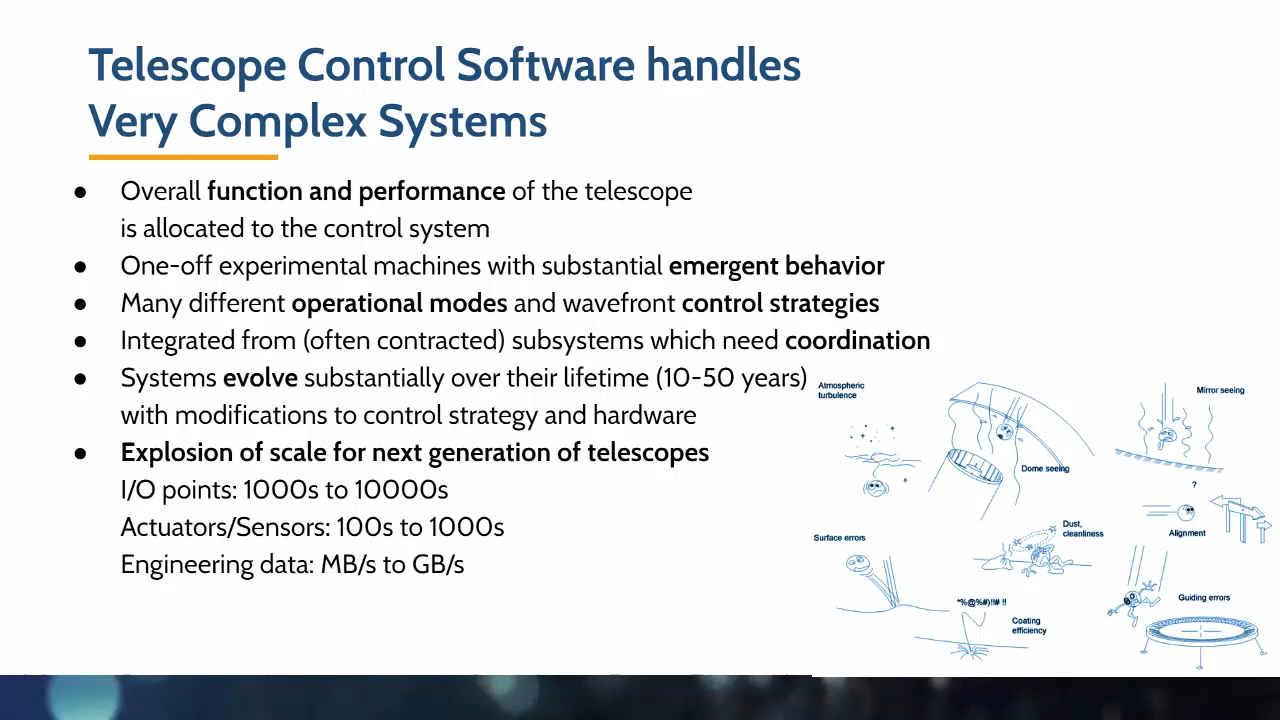 Telescope Control Software handles
Very Complex Systems
● Overall function and performance of the telescope
is allocated to the control system
● One-off experimental machines with substantial emergent behavior
● Many different operational modes and wavefront control strategies
● Integrated from (often contracted) subsystems which need coordination
● Systems evolve substantially over their lifetime (10-50 years)
with modifications to control strategy and hardware
● Explosion of scale for next generation of telescopes
I/O points: 1000s to 10000s
Actuators/Sensors: 100s to 1000s
Engineering data: MB/s to GB/s
Atmospheric
turbulence
Dome seeing
Mirror seeing
?
Surface errors
Dust,
cleanliness
Alignment
*%@%#)!!# !!
Coating
efficiency
Guiding errors